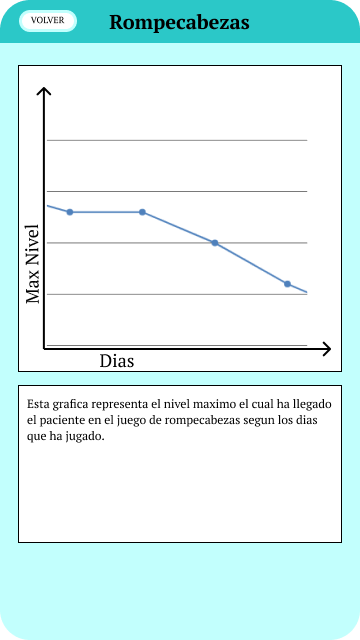 VOLVER
Rompecabezas
Max Nivel
Dias
Esta grafica representa el nivel maximo el cual ha llegado
el paciente en el juego de rompecabezas segun los dias
que ha jugado.